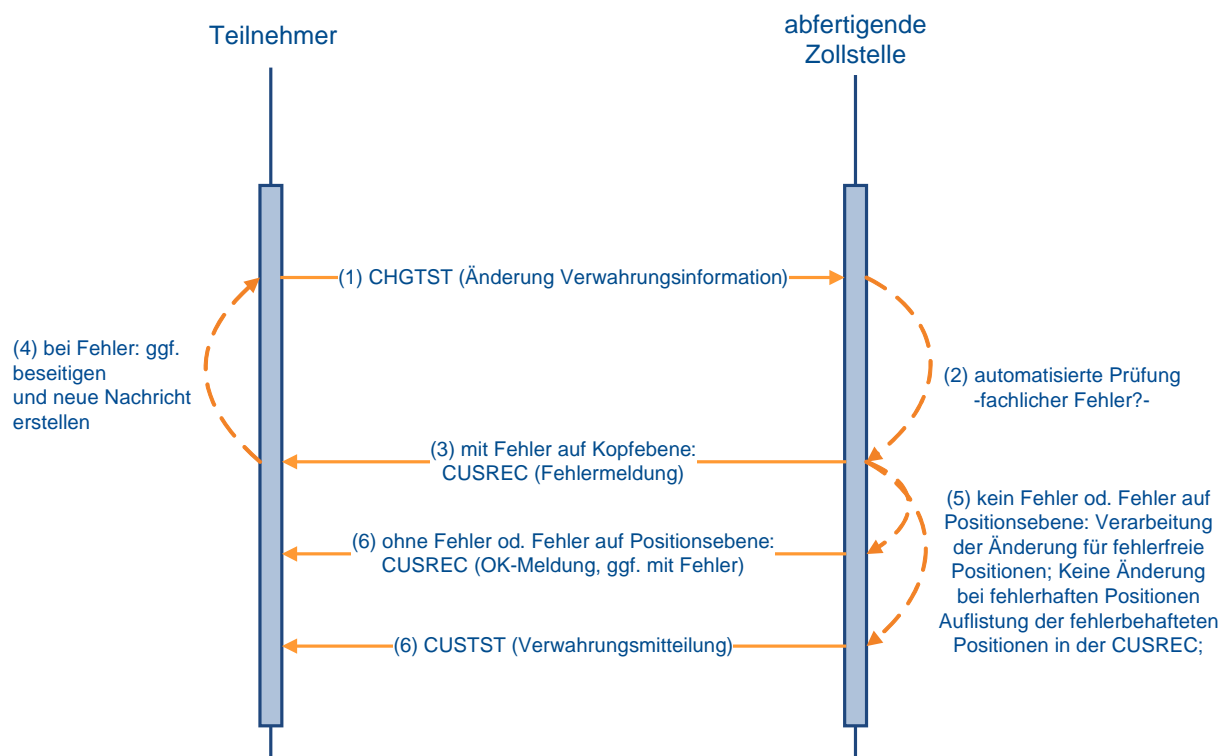 Teilnehmer
abfertigende
Zollstelle
(1) CHGTST (Änderung Verwahrungsinformation)
(4) bei Fehler: ggf.
beseitigen
und neue Nachricht
erstellen
(2) automatisierte Prüfung
-fachlicher Fehler?-
(3) mit Fehler auf Kopfebene:
CUSREC (Fehlermeldung)
(5) kein Fehler od. Fehler auf
Positionsebene: Verarbeitung
der Änderung für fehlerfreie
Positionen; Keine Änderung
bei fehlerhaften Positionen
Auflistung der fehlerbehafteten
Positionen in der CUSREC;
(6) ohne Fehler od. Fehler auf Positionsebene:
CUSREC (OK-Meldung, ggf. mit Fehler)
(6) CUSTST (Verwahrungsmitteilung)